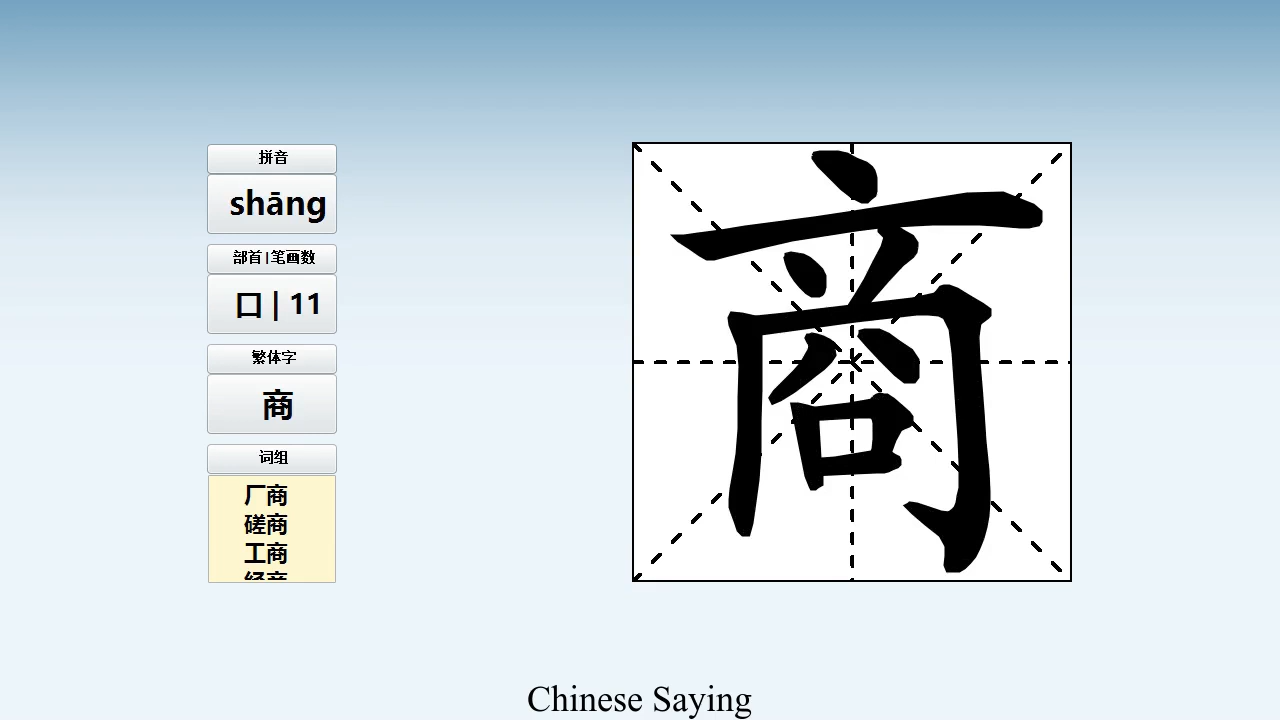 拼音
shāng
部首|笔画数
口 | 11
繁体字
商
词组
厂商
磋商
工商
商
Chinese Saying